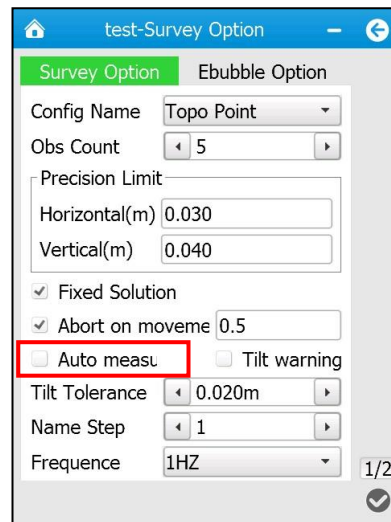 test-Survey Option
Survey Option Ebubble Option
Config Name Topo Point
Obs Count 5
Precision Limit
Horizontal(m) 0.030
Vertical(m) 0.040
Fixed Solution
Abort on moveme 0.5
Auto measu Tilt warning
Tilt Tolerance 0.020m
Name Step 1
Frequence 1HZ
1/2